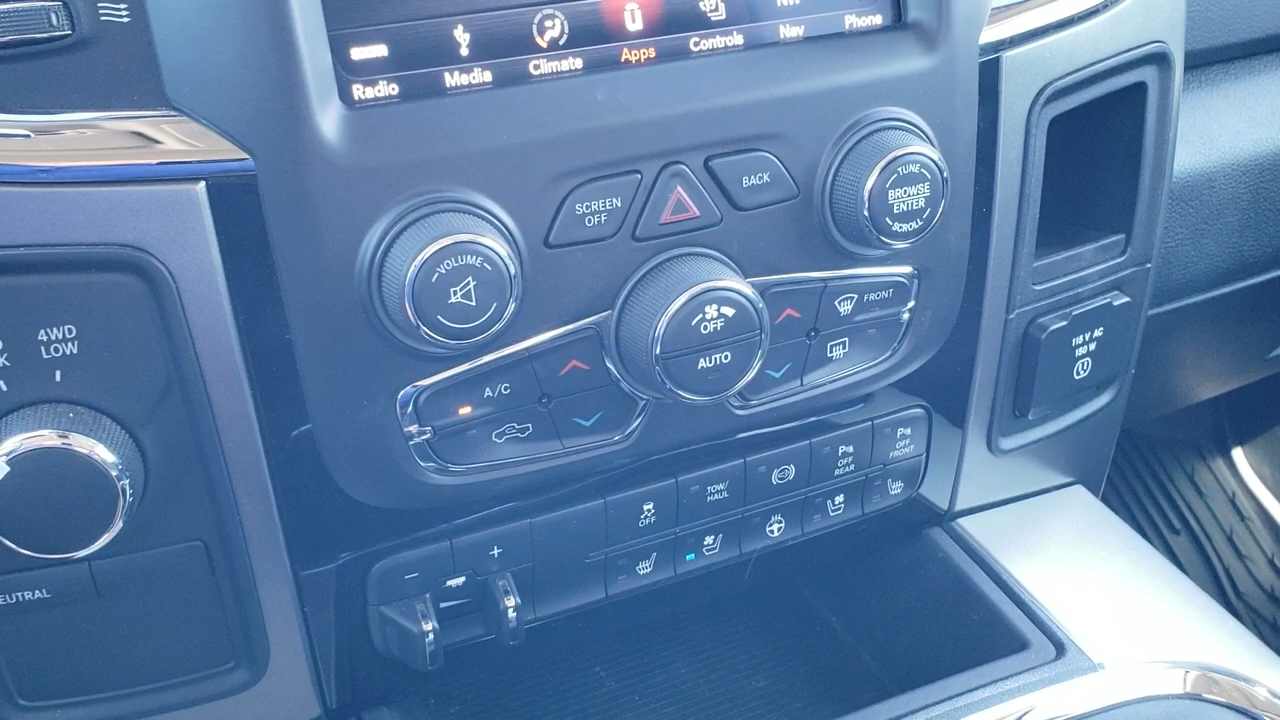 Radio
Media
Climate
Apps
Controls
Nav
Phone
SCREEN
OFF
BACK
TUNE
BROWSE
ENTER
SCROLL
VOLUME
OFF
AUTO
FRONT
A/C
4WD
LOW
115 V AC
150 W
OFF
TOW/
HAUL
P
OFF
REAR
P
OFF
FRONT
- +
EUTRAL